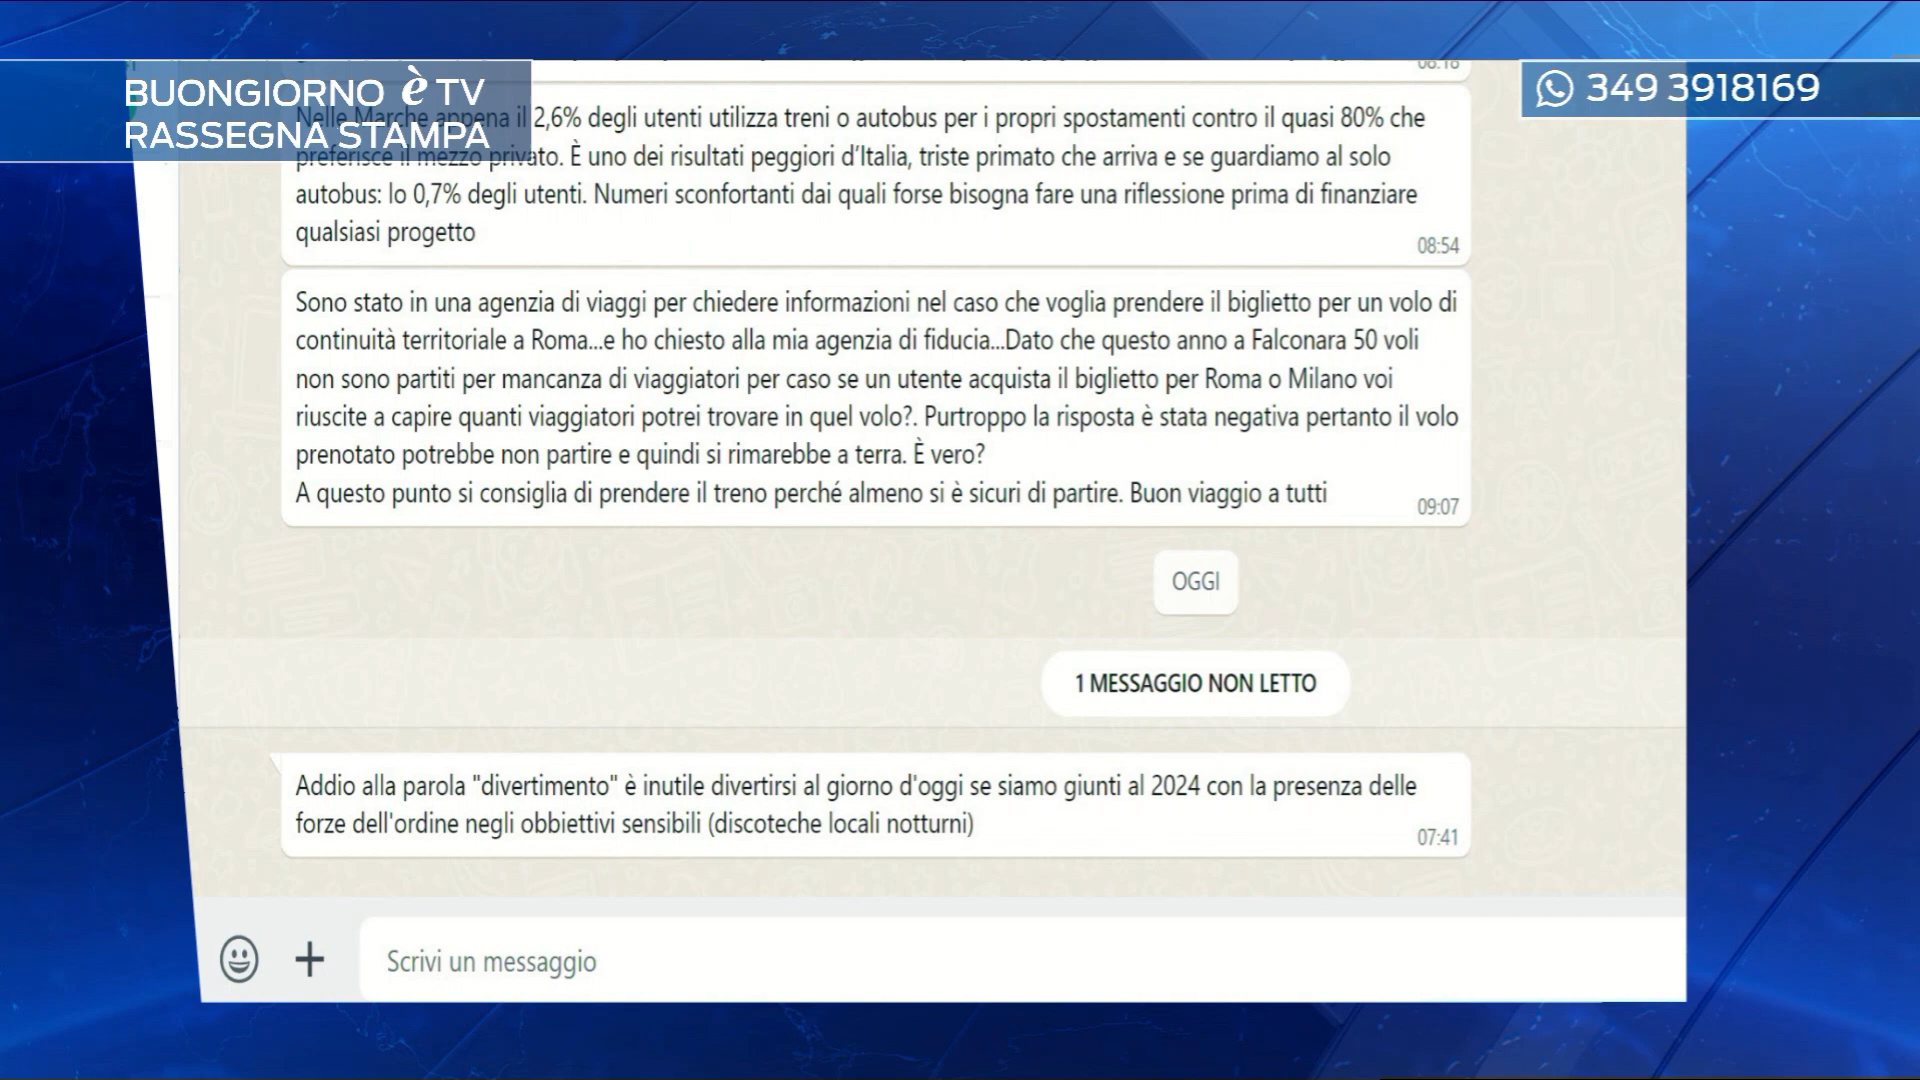 BUONGIORNO è TV
RASSEGNA STAMPA
349 3918169
08:18
Nelle Marche appena il 2,6% degli utenti utilizza treni o autobus per i propri spostamenti contro il quasi 80% che
preferisce il mezzo privato. È uno dei risultati peggiori d'Italia, triste primato che arriva e se guardiamo al solo
autobus: lo 0,7% degli utenti. Numeri sconfortanti dai quali forse bisogna fare una riflessione prima di finanziare
qualsiasi progetto
08:54
Sono stato in una agenzia di viaggi per chiedere informazioni nel caso che voglia prendere il biglietto per un volo di
continuità territoriale a Roma...e ho chiesto alla mia agenzia di fiducia...Dato che questo anno a Falconara 50 voli
non sono partiti per mancanza di viaggiatori per caso se un utente acquista il biglietto per Roma o Milano voi
riuscite a capire quanti viaggiatori potrei trovare in quel volo?. Purtroppo la risposta è stata negativa pertanto il volo
prenotato potrebbe non partire e quindi si rimarebbe a terra. È vero?
A questo punto si consiglia di prendere il treno perché almeno si è sicuri di partire. Buon viaggio a tutti
09:07
OGGI
1 MESSAGGIO NON LETTO
Addio alla parola "divertimento" è inutile divertirsi al giorno d'oggi se siamo giunti al 2024 con la presenza delle
forze dell'ordine negli obbiettivi sensibili (discoteche locali notturni)
07:41
Scrivi un messaggio